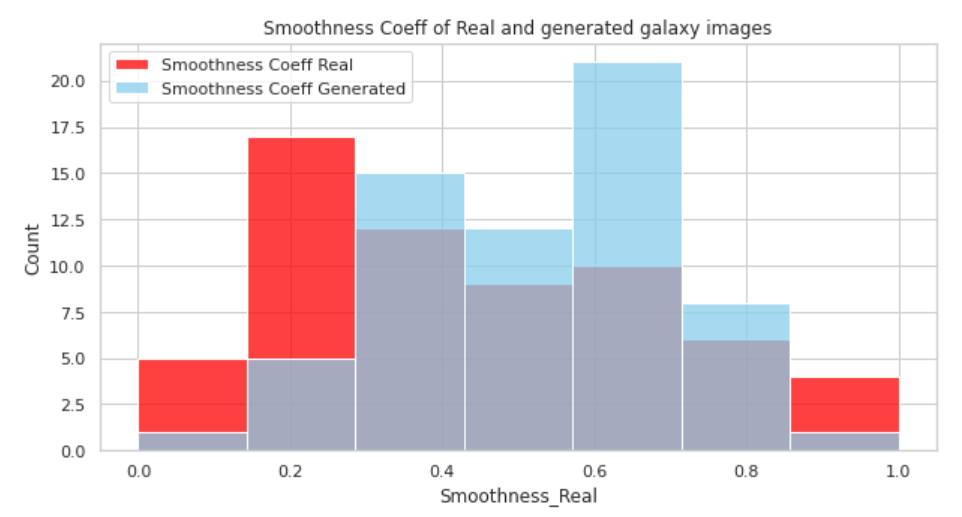 Smoothness Coeff of Real and generated galaxy images
Smoothness Coeff Real
Smoothness Coeff Generated
20.0
17.5
15.0
12.5
10.0
7.5
5.0
2.5
0.0
Count
0.0 0.2 0.4 0.6 0.8 1.0
Smoothness_Real